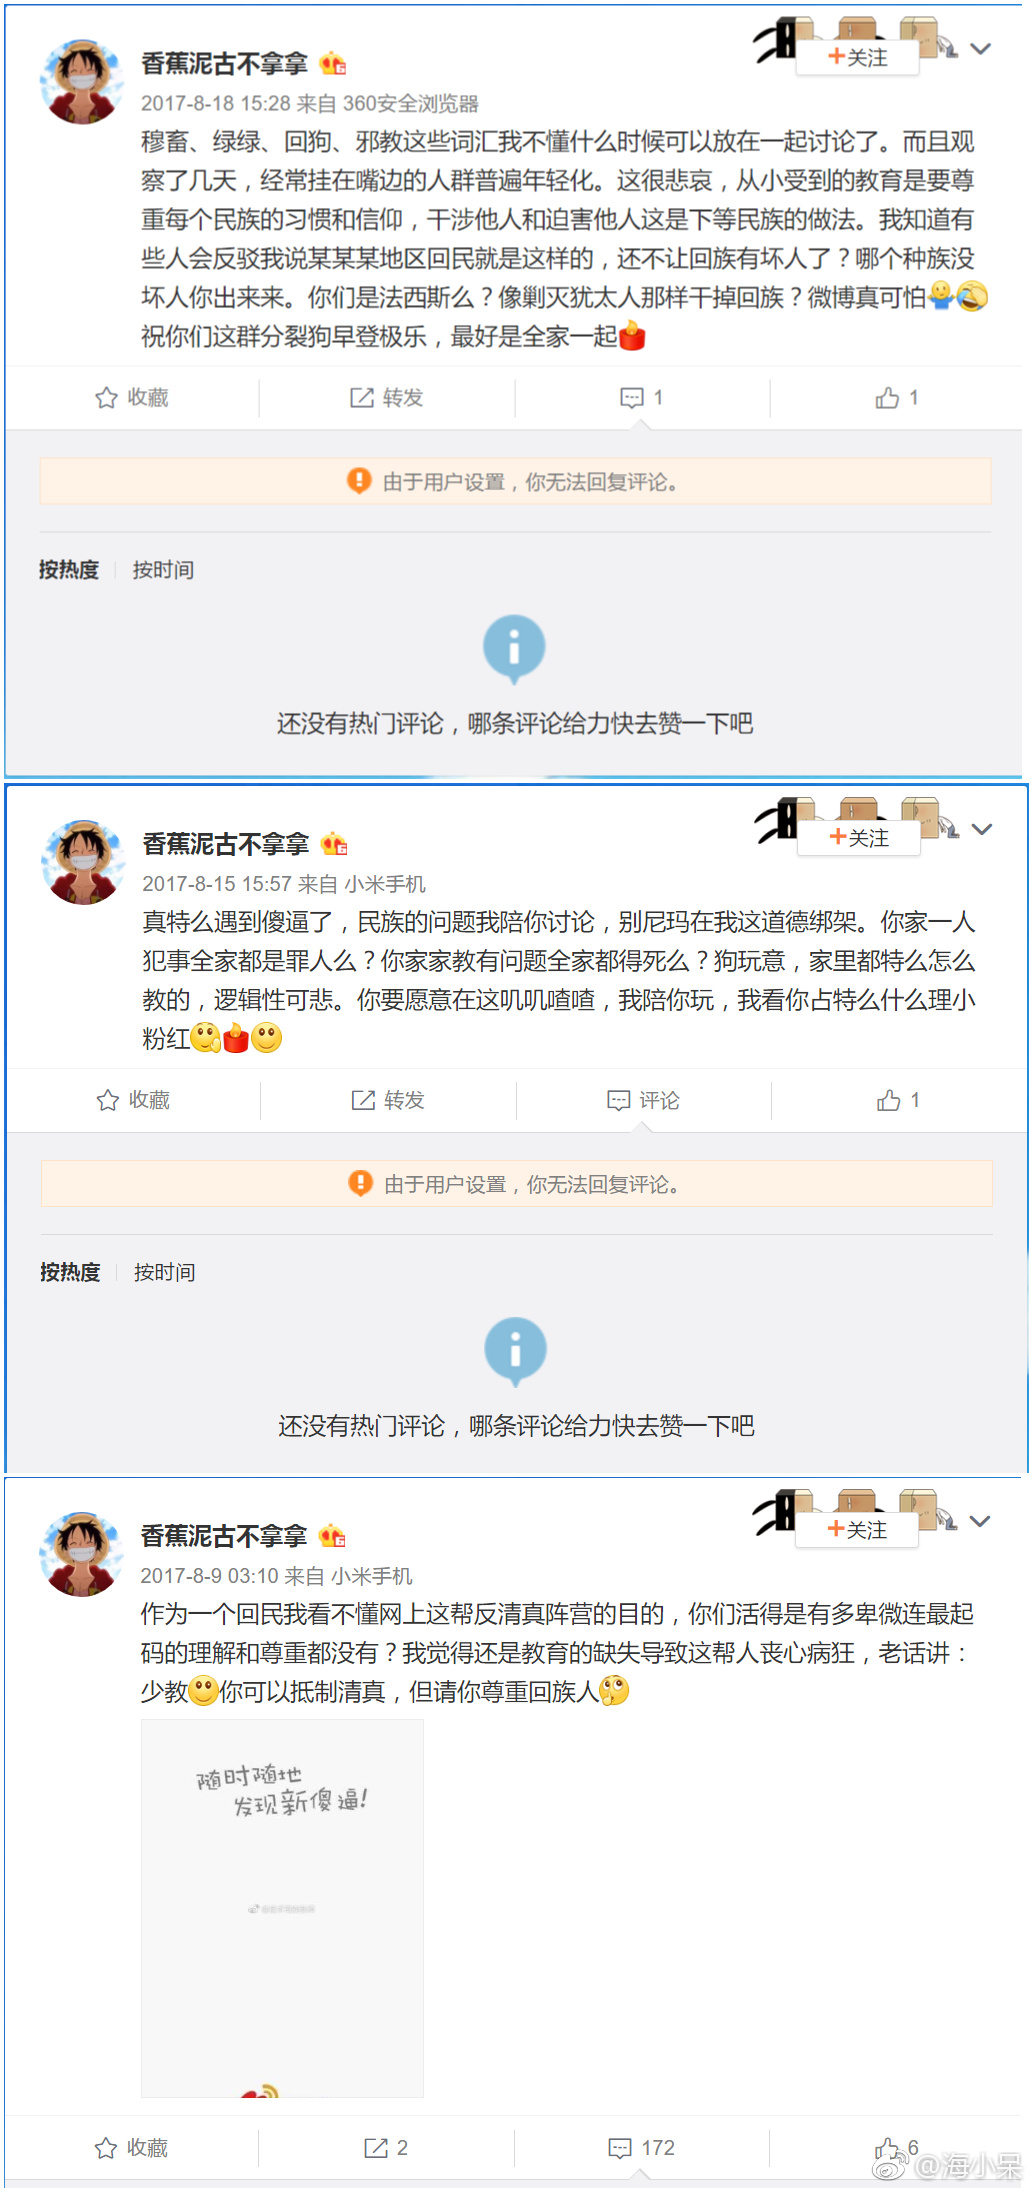 香蕉泥古不拿拿
+关注
2017-8-18 15:28 来自 360安全浏览器
穆畜、绿绿、回狗、邪教这些词汇我不懂什么时候可以放在一起讨论了。而且观
察了几天，经常挂在嘴边的人群普遍年轻化。这很悲哀，从小受到的教育是要尊
重每个民族的习惯和信仰，干涉他人和迫害他人这是下等民族的做法。我知道有
些人会反驳我说某某某地区回民就是这样的，还不让回族有坏人了？哪个种族没
坏人你出来来。你们是法西斯么？像剿灭犹太人那样干掉回族？微博真可怕
祝你们这群分裂狗早登极乐，最好是全家一起
收藏
转发
1
1
由于用户设置，你无法回复评论。
按热度 按时间
还没有热门评论，哪条评论给力快去赞一下吧
香蕉泥古不拿拿
+关注
2017-8-15 15:57 来自 小米手机
真特么遇到傻逼了，民族的问题我陪你讨论，别尼玛在我这道德绑架。你家一人
犯事全家都是罪人么？你家家教有问题全家都得死么？狗玩意，家里都特么怎么
教的，逻辑性可悲。你要愿意在这叽叽喳喳，我陪你玩，我看你占特么什么理小
粉红
收藏
转发
评论
1
由于用户设置，你无法回复评论。
按热度 按时间
还没有热门评论，哪条评论给力快去赞一下吧
香蕉泥古不拿拿
+关注
2017-8-9 03:10 来自 小米手机
作为一个回民我看不懂网上这帮反清真阵营的目的，你们活得是有多卑微连最起
码的理解和尊重都没有？我觉得还是教育的缺失导致这帮人丧心病狂，老话讲：
少教你可以抵制清真，但请你尊重回族人
随时随地
发现新傻逼！
收藏
2
172
6
@海小呆